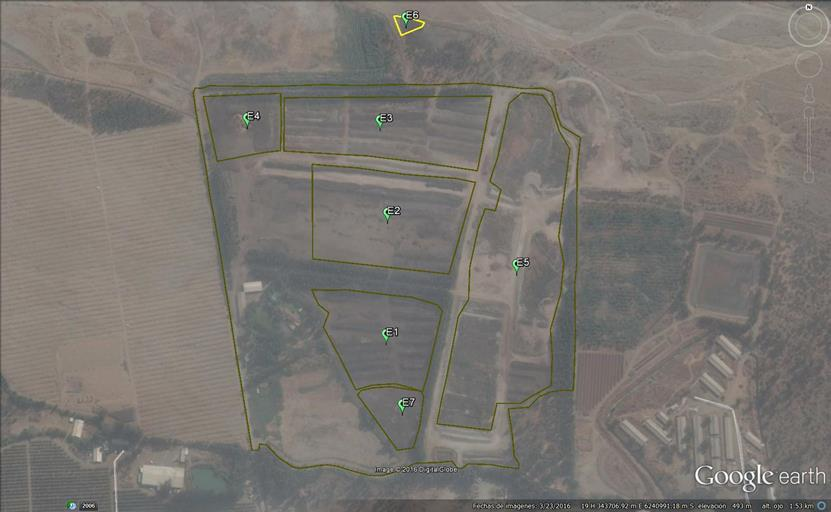 E6
N
E4
E3
E2
E5
E1
E7
Image © 2016 DigitalGlobe
Google earth
2006
Fechas de imágenes: 3/23/2016 19 H 343706.92 m E 6240991.18 m S elevación 493 m alt. ojo 1.53 km